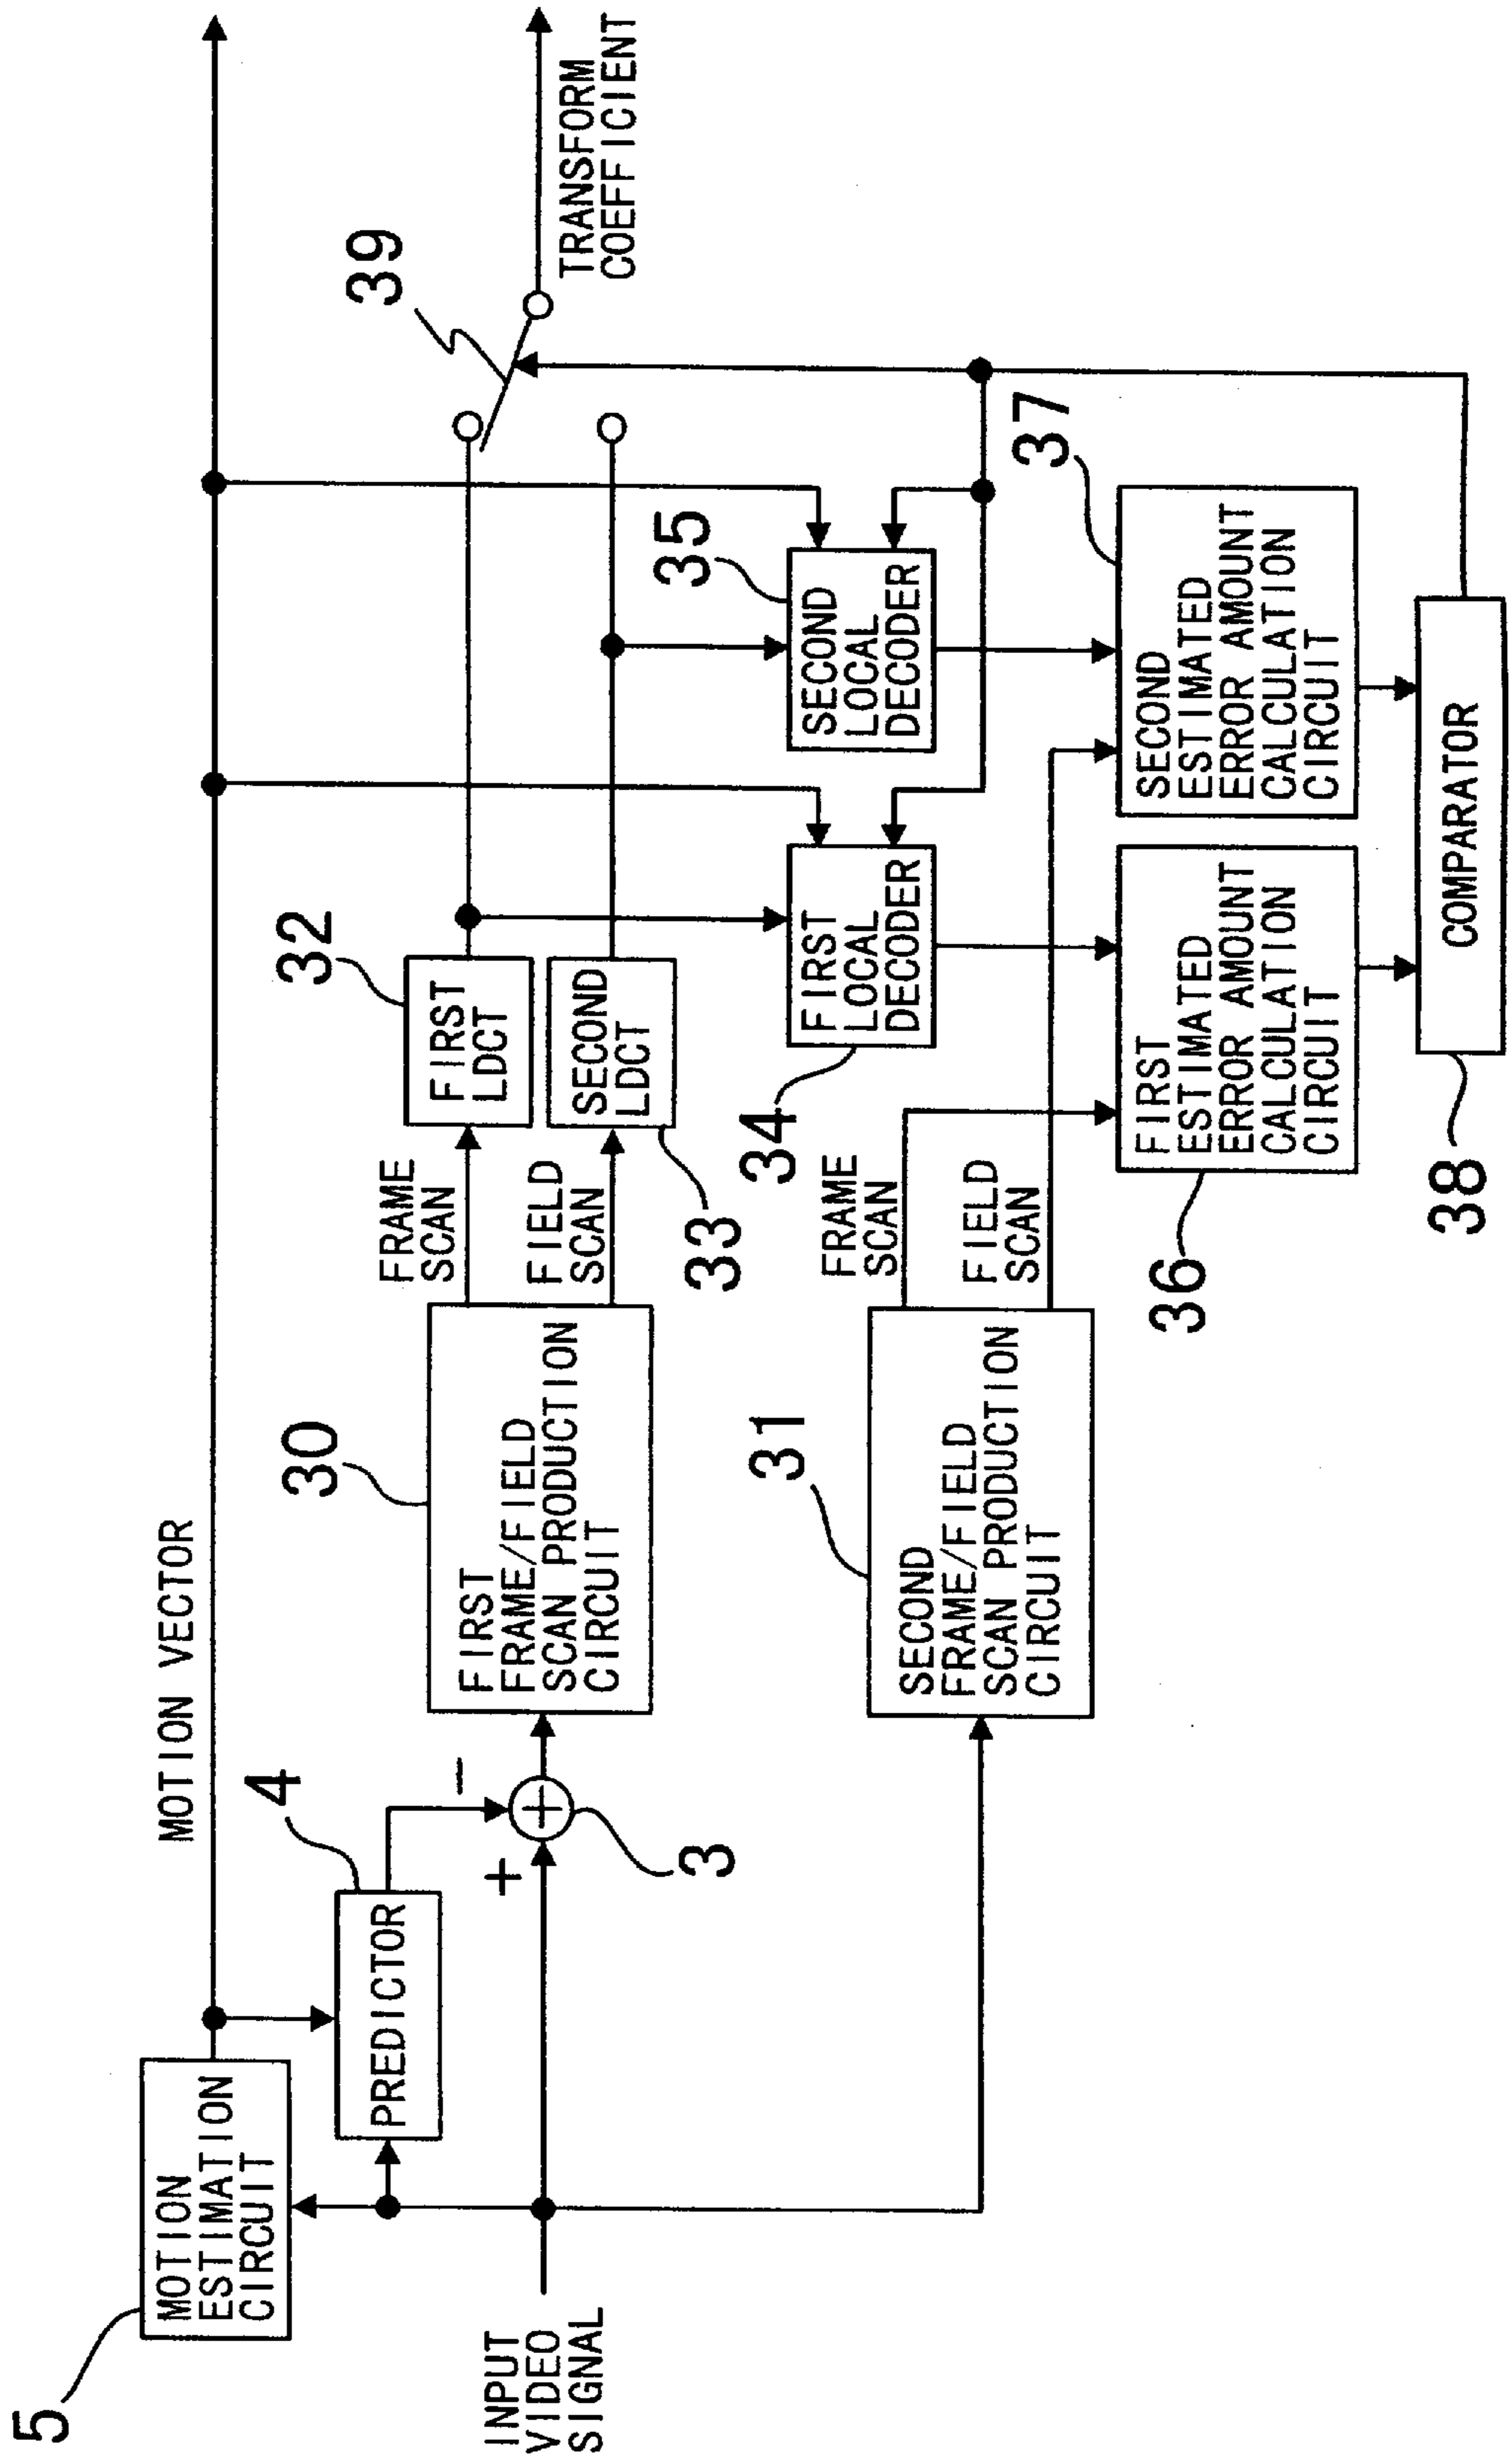 5
MOTION
ESTIMATION
CIRCUIT
MOTION VECTOR
4
PREDICTOR
INPUT
VIDEO
SIGNAL
+
−
3
30
FIRST
FRAME/FIELD
SCAN PRODUCTION
CIRCUIT
FRAME
SCAN
FIELD
SCAN
32
FIRST
LDCT
SECOND
LDCT
33
39
TRANSFORM
COEFFICIENT
31
SECOND
FRAME/FIELD
SCAN PRODUCTION
CIRCUIT
FRAME
SCAN
FIELD
SCAN
34
FIRST
LOCAL
DECODER
35
SECOND
LOCAL
DECODER
36
FIRST
ESTIMATED
ERROR AMOUNT
CALCULATION
CIRCUIT
37
SECOND
ESTIMATED
ERROR AMOUNT
CALCULATION
CIRCUIT
38
COMPARATOR